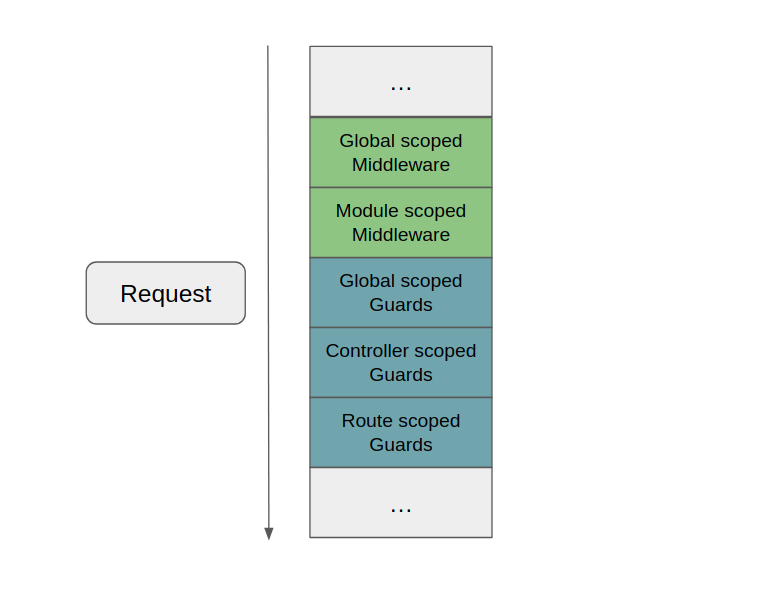 ...
Global scoped
Middleware
Module scoped
Middleware
Request
Global scoped
Guards
Controller scoped
Guards
Route scoped
Guards
...